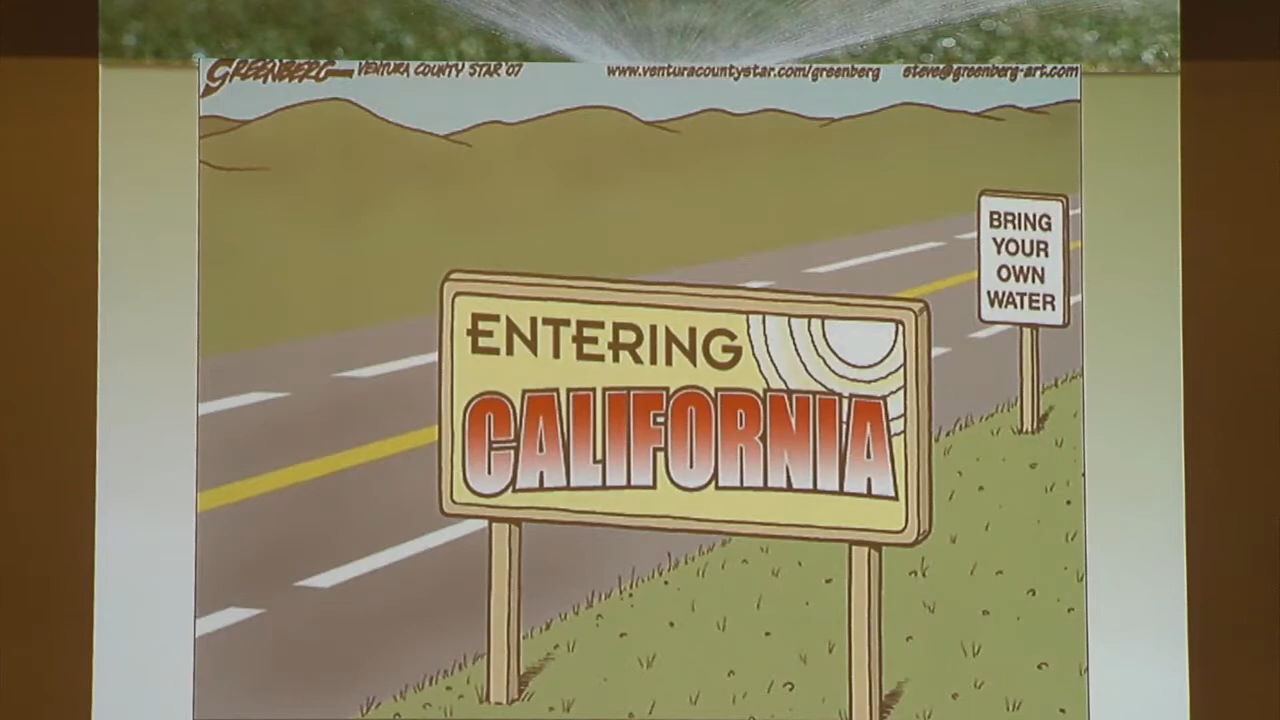 GREENBERG— VENTURA COUNTY STAR '07 www.venturacountystar.com/greenberg steve@greenberg-art.com
BRING
YOUR
OWN
WATER
ENTERING
CALIFORNIA